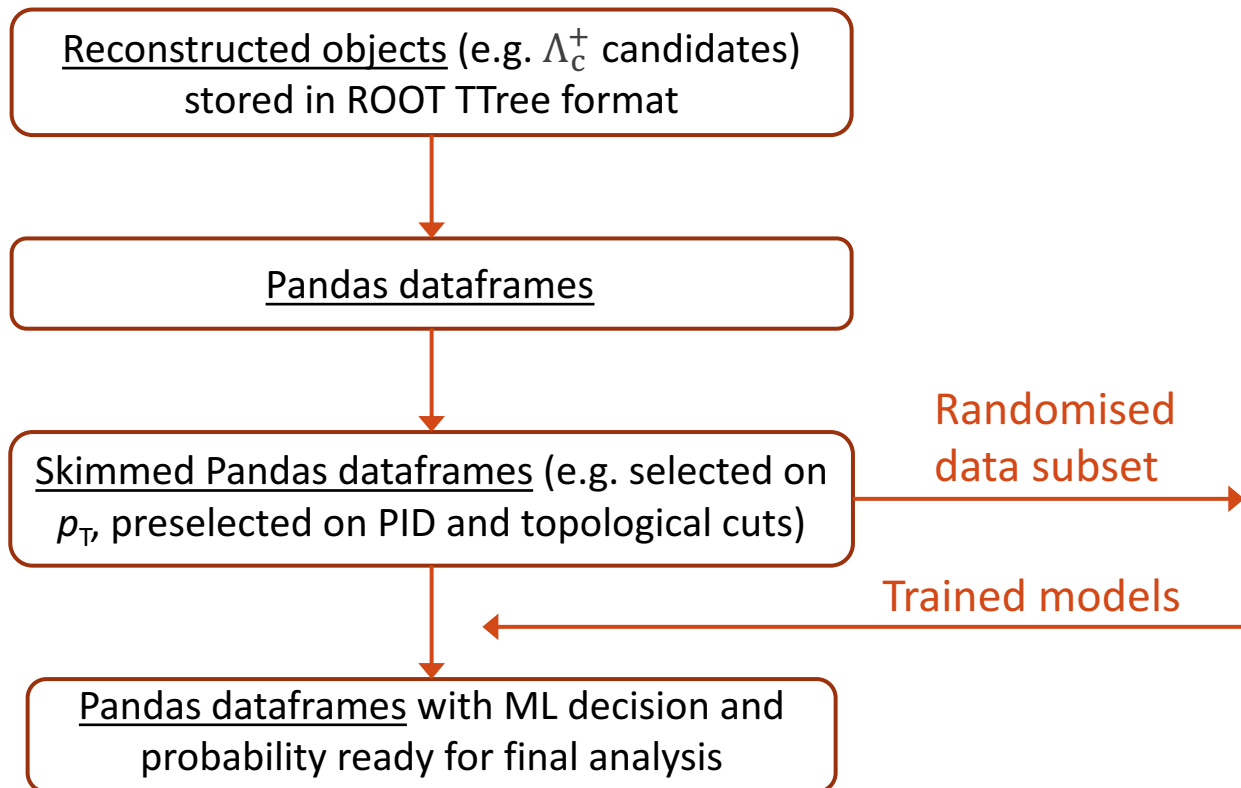 Reconstructed objects (e.g. Λc+ candidates)
stored in ROOT TTree format
Pandas dataframes
Skimmed Pandas dataframes (e.g. selected on
pT, preselected on PID and topological cuts)
Randomised
data subset
Trained models
Pandas dataframes with ML decision and
probability ready for final analysis